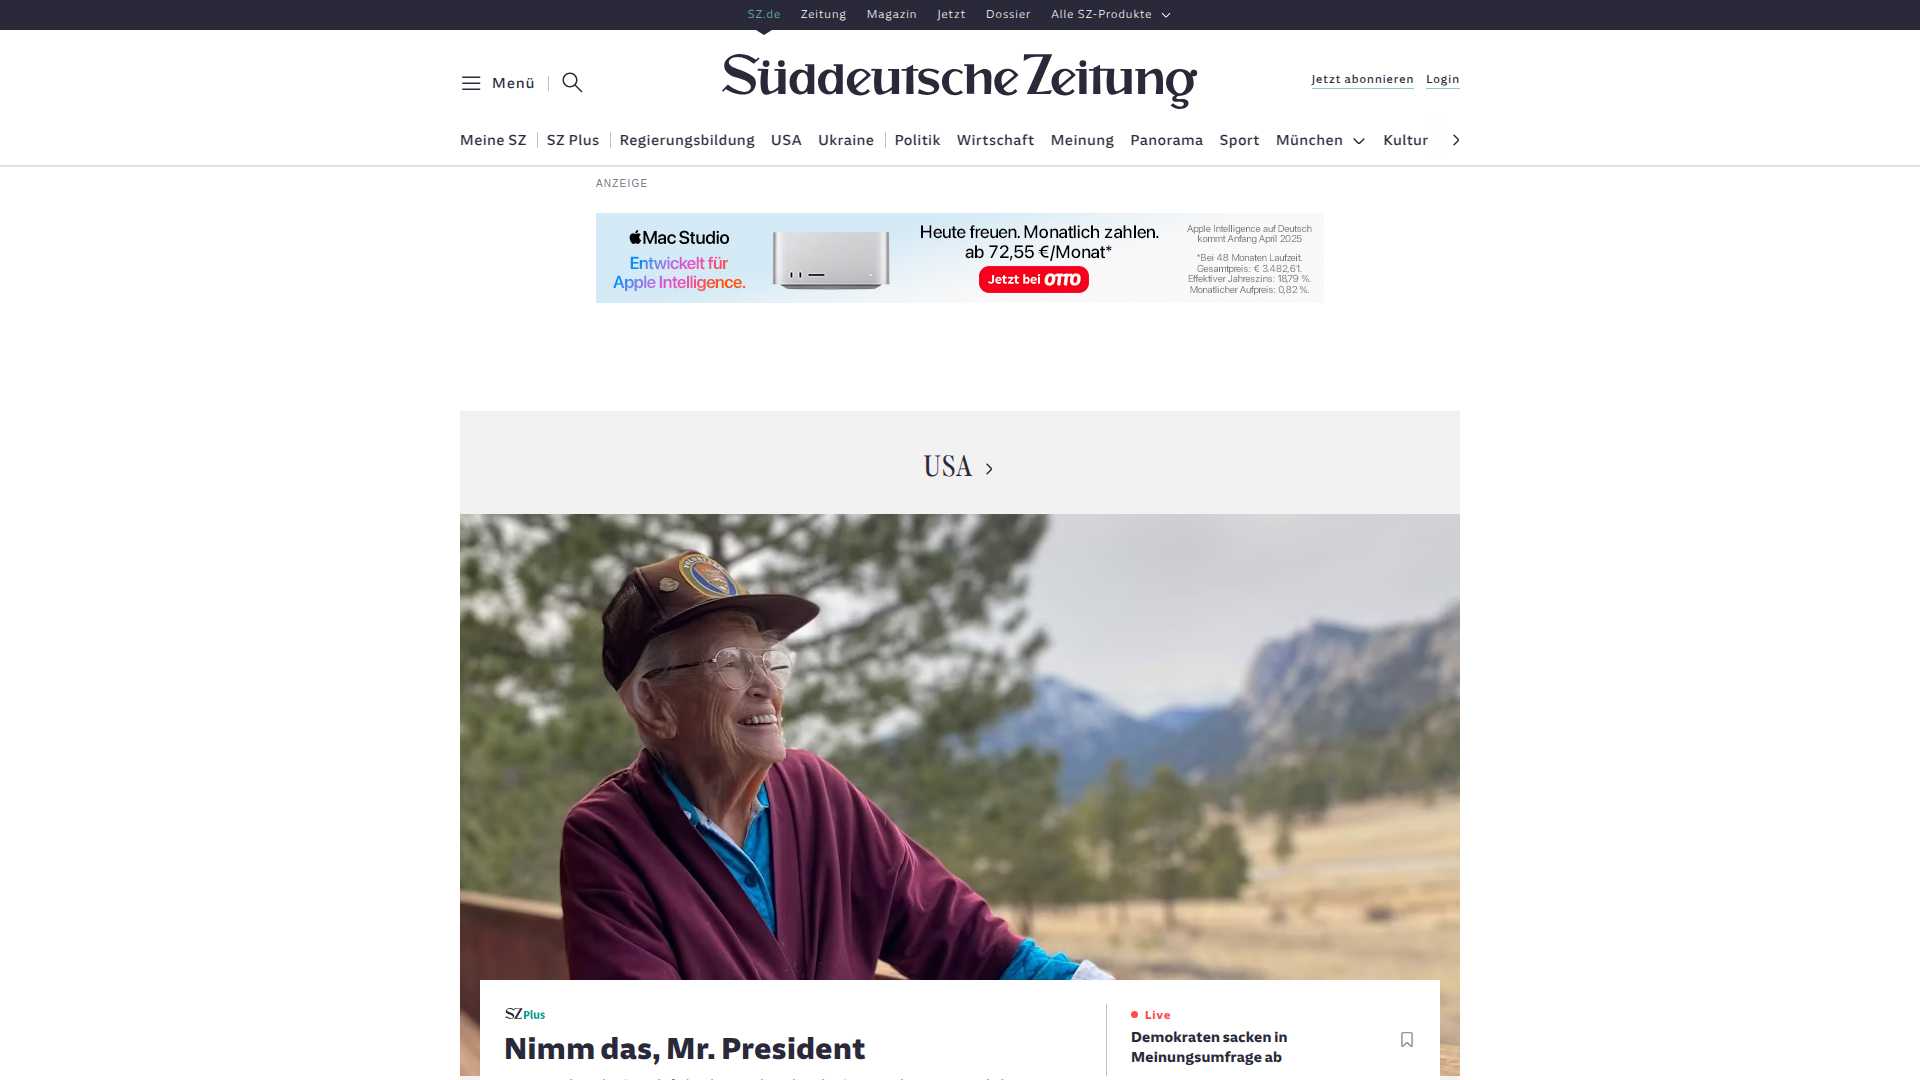 SZ.de Zeitung Magazin Jetzt Dossier Alle SZ-Produkte
Menü
Süddeutsche Zeitung
Jetzt abonnieren Login
Meine SZ SZ Plus Regierungsbildung USA Ukraine Politik Wirtschaft Meinung Panorama Sport München Kultur
ANZEIGE
Mac Studio
Entwickelt für
Apple Intelligence.
Heute freuen. Monatlich zahlen.
ab 72,55 €/Monat*
Jetzt bei OTTO
Apple Intelligence auf Deutsch
kommt Anfang April 2025
*Bei 48 Monaten Laufzeit.
Gesamtpreis: € 3.482,61.
Effektiver Jahreszins: 18,79 %.
Monatlicher Aufpreis: 0,82 %.
USA
SZ Plus
Nimm das, Mr. President
Live
Demokraten sacken in
Meinungsumfrage ab